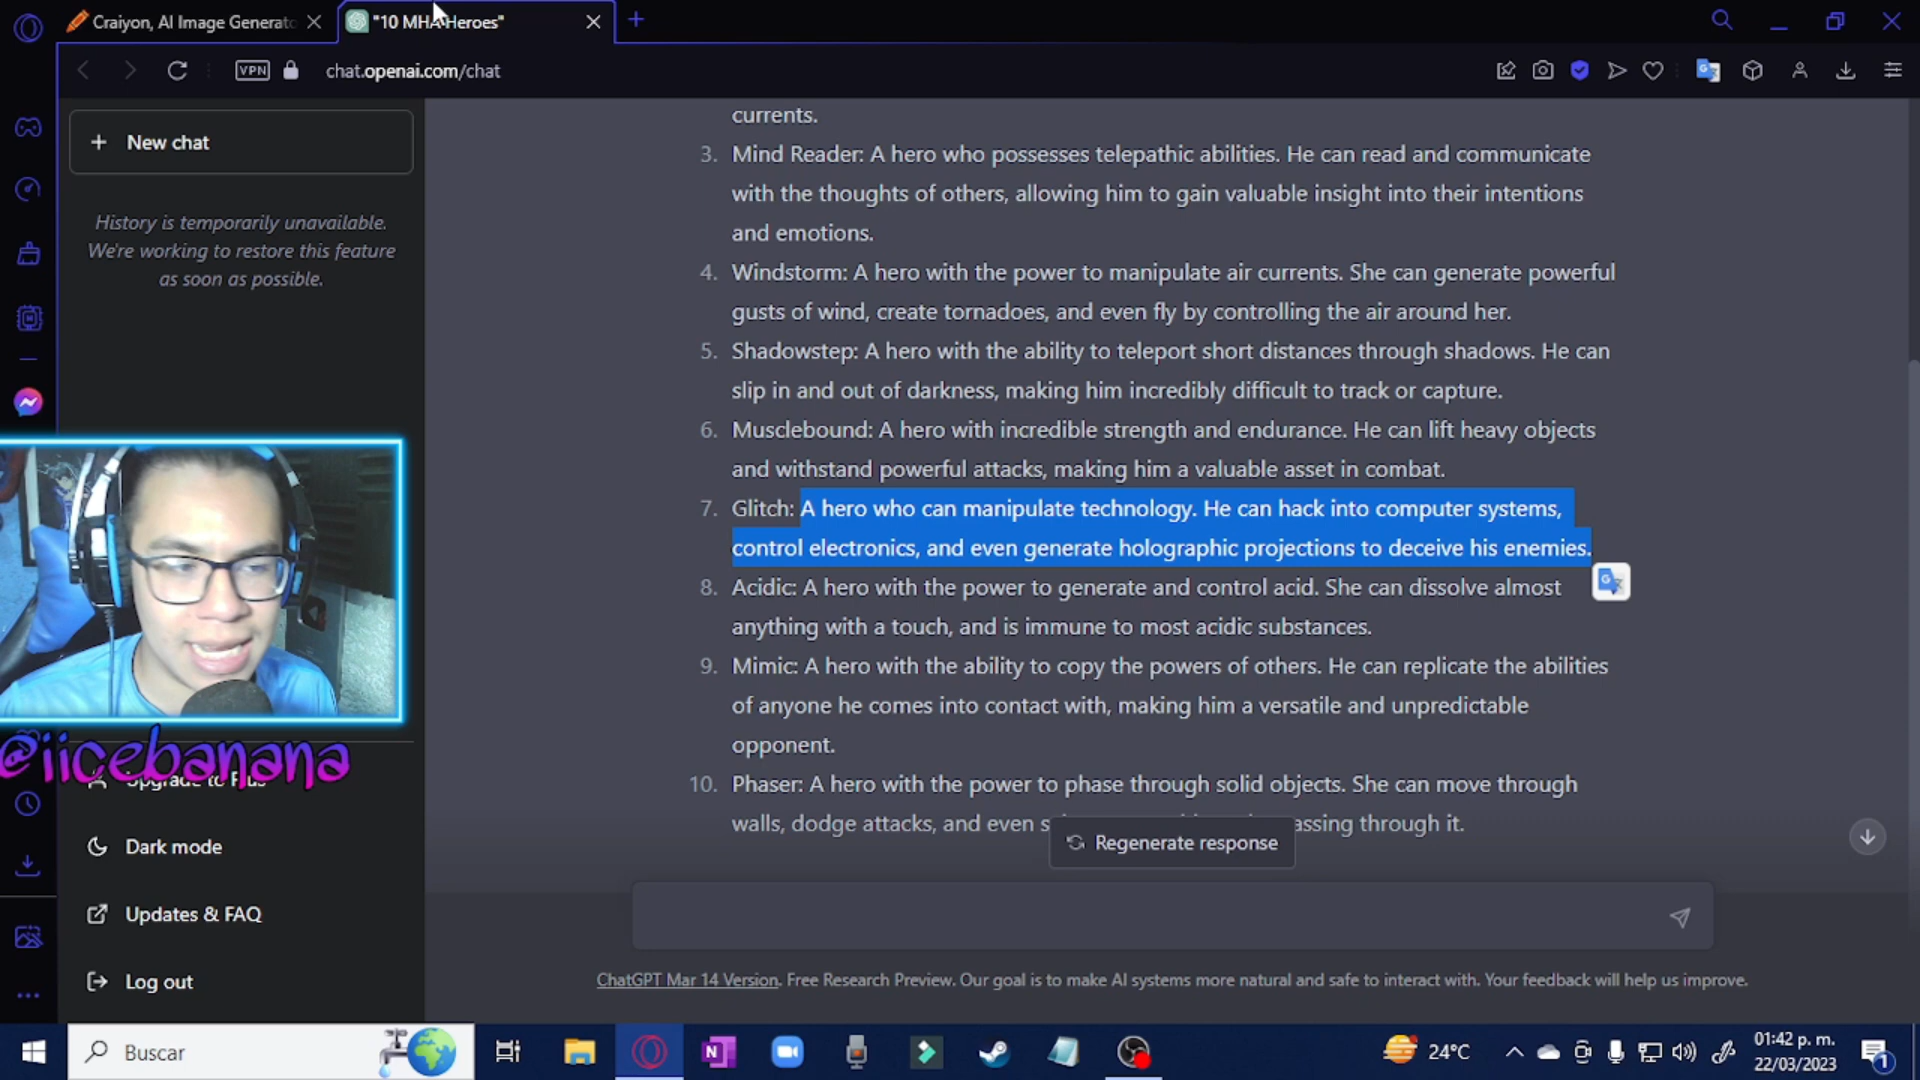 Craiyon, AI Image Generato
"10 MHA Heroes"
VPN
chat.openai.com/chat
New chat
History is temporarily unavailable.
We're working to restore this feature
as soon as possible.
currents.
3. Mind Reader: A hero who possesses telepathic abilities. He can read and communicate
with the thoughts of others, allowing him to gain valuable insight into their intentions
and emotions.
4. Windstorm: A hero with the power to manipulate air currents. She can generate powerful
gusts of wind, create tornadoes, and even fly by controlling the air around her.
5. Shadowstep: A hero with the ability to teleport short distances through shadows. He can
slip in and out of darkness, making him incredibly difficult to track or capture.
6. Musclebound: A hero with incredible strength and endurance. He can lift heavy objects
and withstand powerful attacks, making him a valuable asset in combat.
7. Glitch: A hero who can manipulate technology. He can hack into computer systems,
control electronics, and even generate holographic projections to deceive his enemies.
8. Acidic: A hero with the power to generate and control acid. She can dissolve almost
anything with a touch, and is immune to most acidic substances.
9. Mimic: A hero with the ability to copy the powers of others. He can replicate the abilities
of anyone he comes into contact with, making him a versatile and unpredictable
opponent.
10. Phaser: A hero with the power to phase through solid objects. She can move through
walls, dodge attacks, and even s assing through it.
Regenerate response
@iicebanana
Upgrade to Plus
Dark mode
Updates & FAQ
Log out
ChatGPT Mar 14 Version. Free Research Preview. Our goal is to make AI systems more natural and safe to interact with. Your feedback will help us improve.
Buscar
24°C
01:42 p. m.
22/03/2023
1